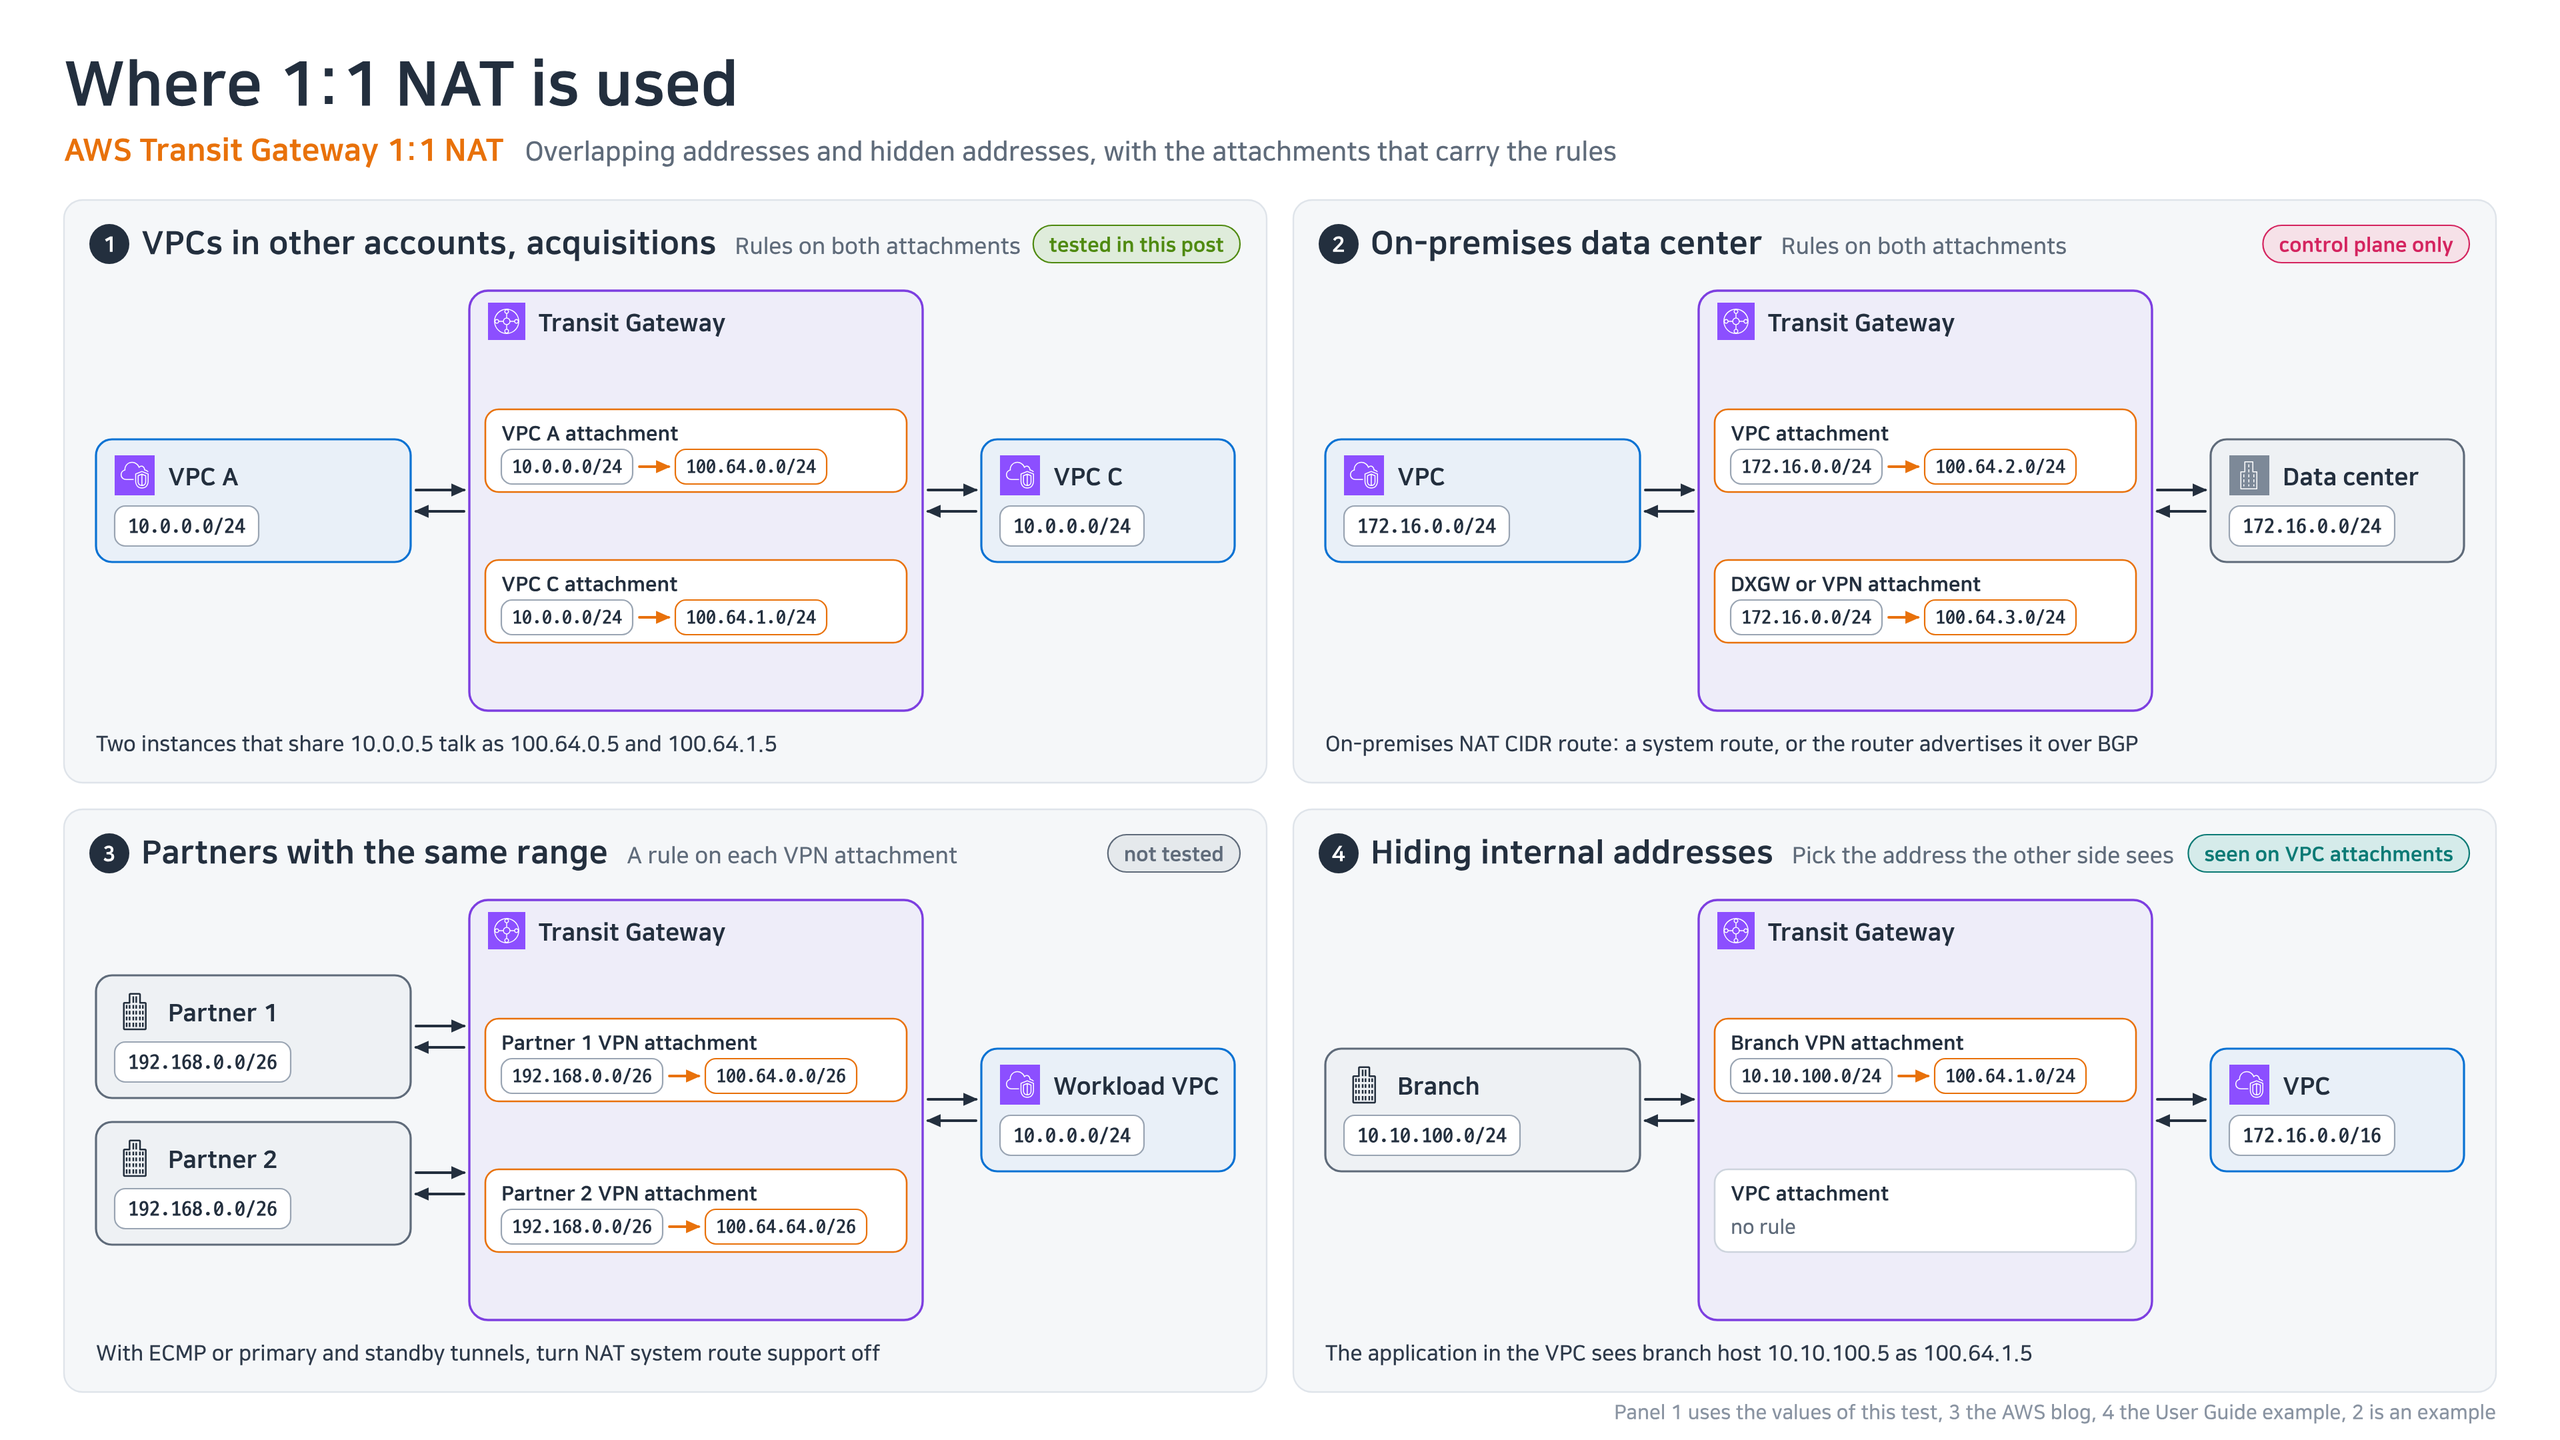 Where 1:1 NAT is used
AWS Transit Gateway 1:1 NAT Overlapping addresses and hidden addresses, with the attachments that carry the rules
1 VPCs in other accounts, acquisitions Rules on both attachments tested in this post
Transit Gateway
VPC A
10.0.0.0/24
VPC A attachment
10.0.0.0/24 100.64.0.0/24
VPC C attachment
10.0.0.0/24 100.64.1.0/24
VPC C
10.0.0.0/24
Two instances that share 10.0.0.5 talk as 100.64.0.5 and 100.64.1.5
2 On-premises data center Rules on both attachments control plane only
Transit Gateway
VPC
172.16.0.0/24
VPC attachment
172.16.0.0/24 100.64.2.0/24
DXGW or VPN attachment
172.16.0.0/24 100.64.3.0/24
Data center
172.16.0.0/24
On-premises NAT CIDR route: a system route, or the router advertises it over BGP
3 Partners with the same range A rule on each VPN attachment not tested
Transit Gateway
Partner 1
192.168.0.0/26
Partner 2
192.168.0.0/26
Partner 1 VPN attachment
192.168.0.0/26 100.64.0.0/26
Partner 2 VPN attachment
192.168.0.0/26 100.64.64.0/26
Workload VPC
10.0.0.0/24
With ECMP or primary and standby tunnels, turn NAT system route support off
4 Hiding internal addresses Pick the address the other side sees seen on VPC attachments
Transit Gateway
Branch
10.10.100.0/24
Branch VPN attachment
10.10.100.0/24 100.64.1.0/24
VPC attachment
no rule
VPC
172.16.0.0/16
The application in the VPC sees branch host 10.10.100.5 as 100.64.1.5
Panel 1 uses the values of this test, 3 the AWS blog, 4 the User Guide example, 2 is an example